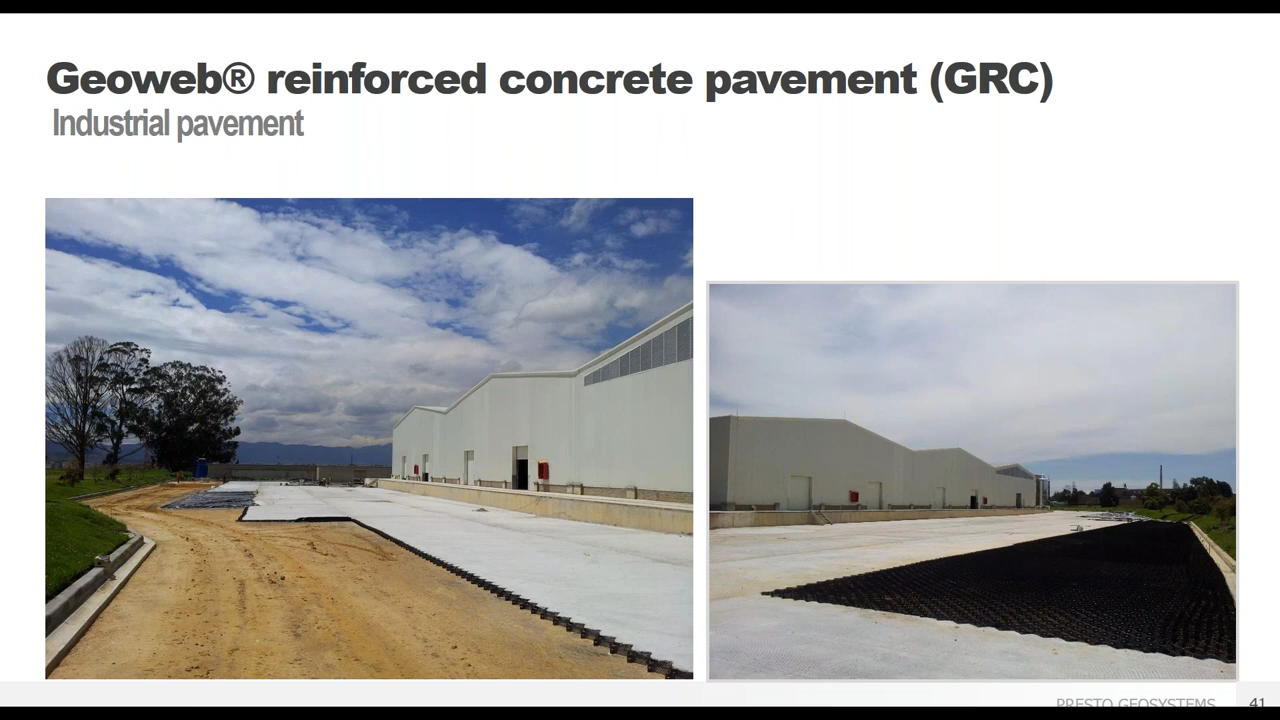 Geoweb® reinforced concrete pavement (GRC)
Industrial pavement
PRESTO GEOSYSTEMS
41